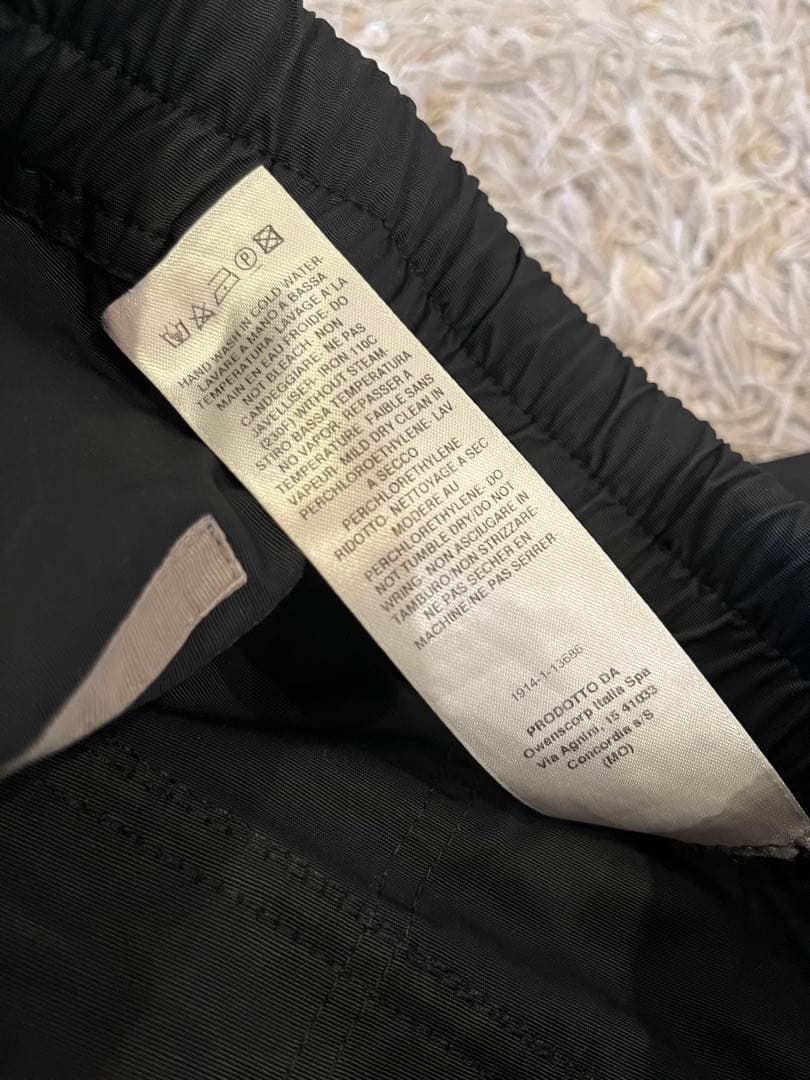 P
HAND WASH IN COLD WATER-
LAVARE A MANO A BASSA
TEMPERATURA- LAVAGE A' LA
MAIN EN EAU FROIDE- DO
NOT BLEACH - NON
CANDEGGIARE- NE PAS
JAVELLISER- IRON 110C
(230F) WITHOUT STEAM-
STIRO BASSA TEMPERATURA
NO VAPOR- REPASSER A
TEMPERATURE FAIBLE SANS
VAPEUR- MILD DRY CLEAN IN
PERCHLOROETHYLENE- LAV
A SECCO
PERCHLORETHYLENE
RIDOTTO- NETTOYAGE A SEC
MODERE AU
PERCHLORETHYLENE- DO
NOT TUMBLE DRY/DO NOT
WRING- NON ASCIUGARE IN
TAMBURO/NON STRIZZARE-
NE PAS SECHER EN
MACHINE/NE PAS SERRER-
1914-1-13686
PRODOTTO DA
Owenscorp Italia Spa
Via Agnini, 15 41033
Concordia s/S
(MO)